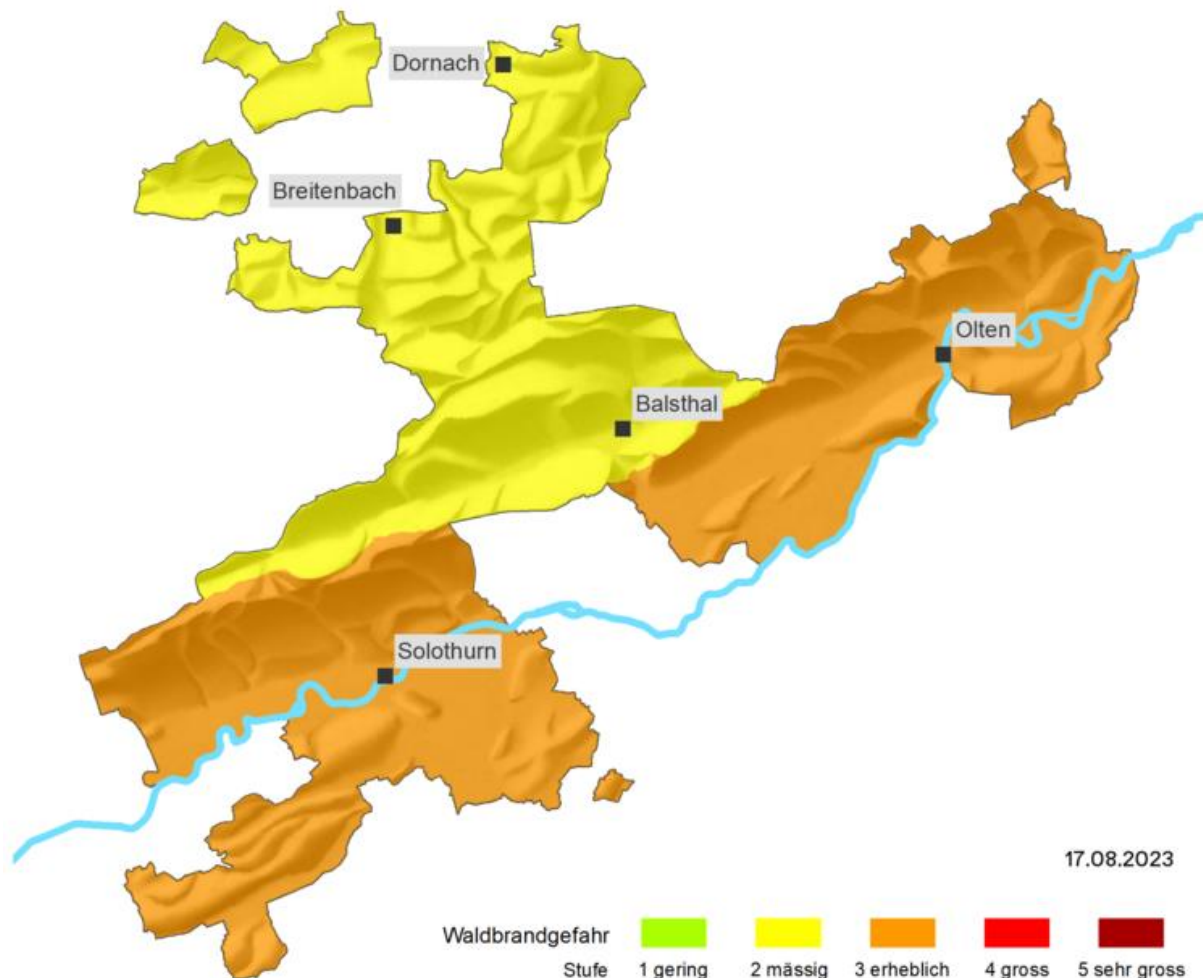 Dornach
Breitenbach
Olten
Balsthal
Solothurn
17.08.2023
Waldbrandgefahr
Stufe 1 gering 2 mässig 3 erheblich 4 gross 5 sehr gross